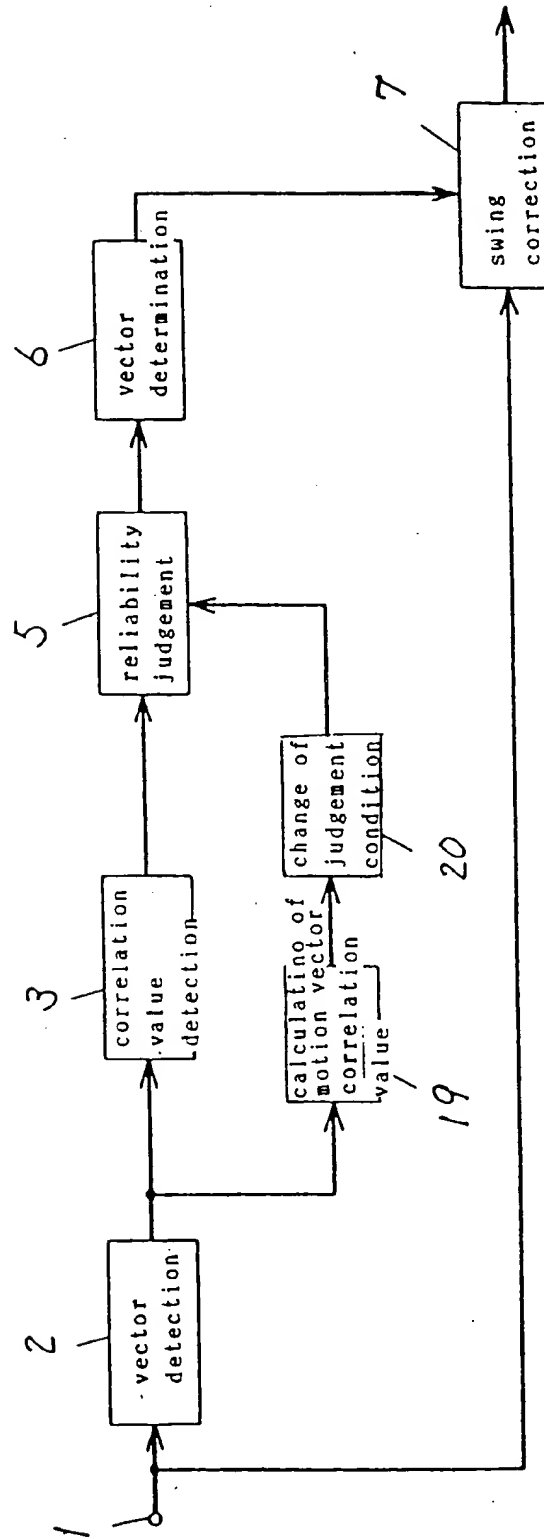 1
2
vector
detection
3
correlation
value
detection
calculatino of
motion vector
correlation
value
19
change of
judgement
condition
20
5
reliability
judgement
6
vector
determination
7
swing
correction